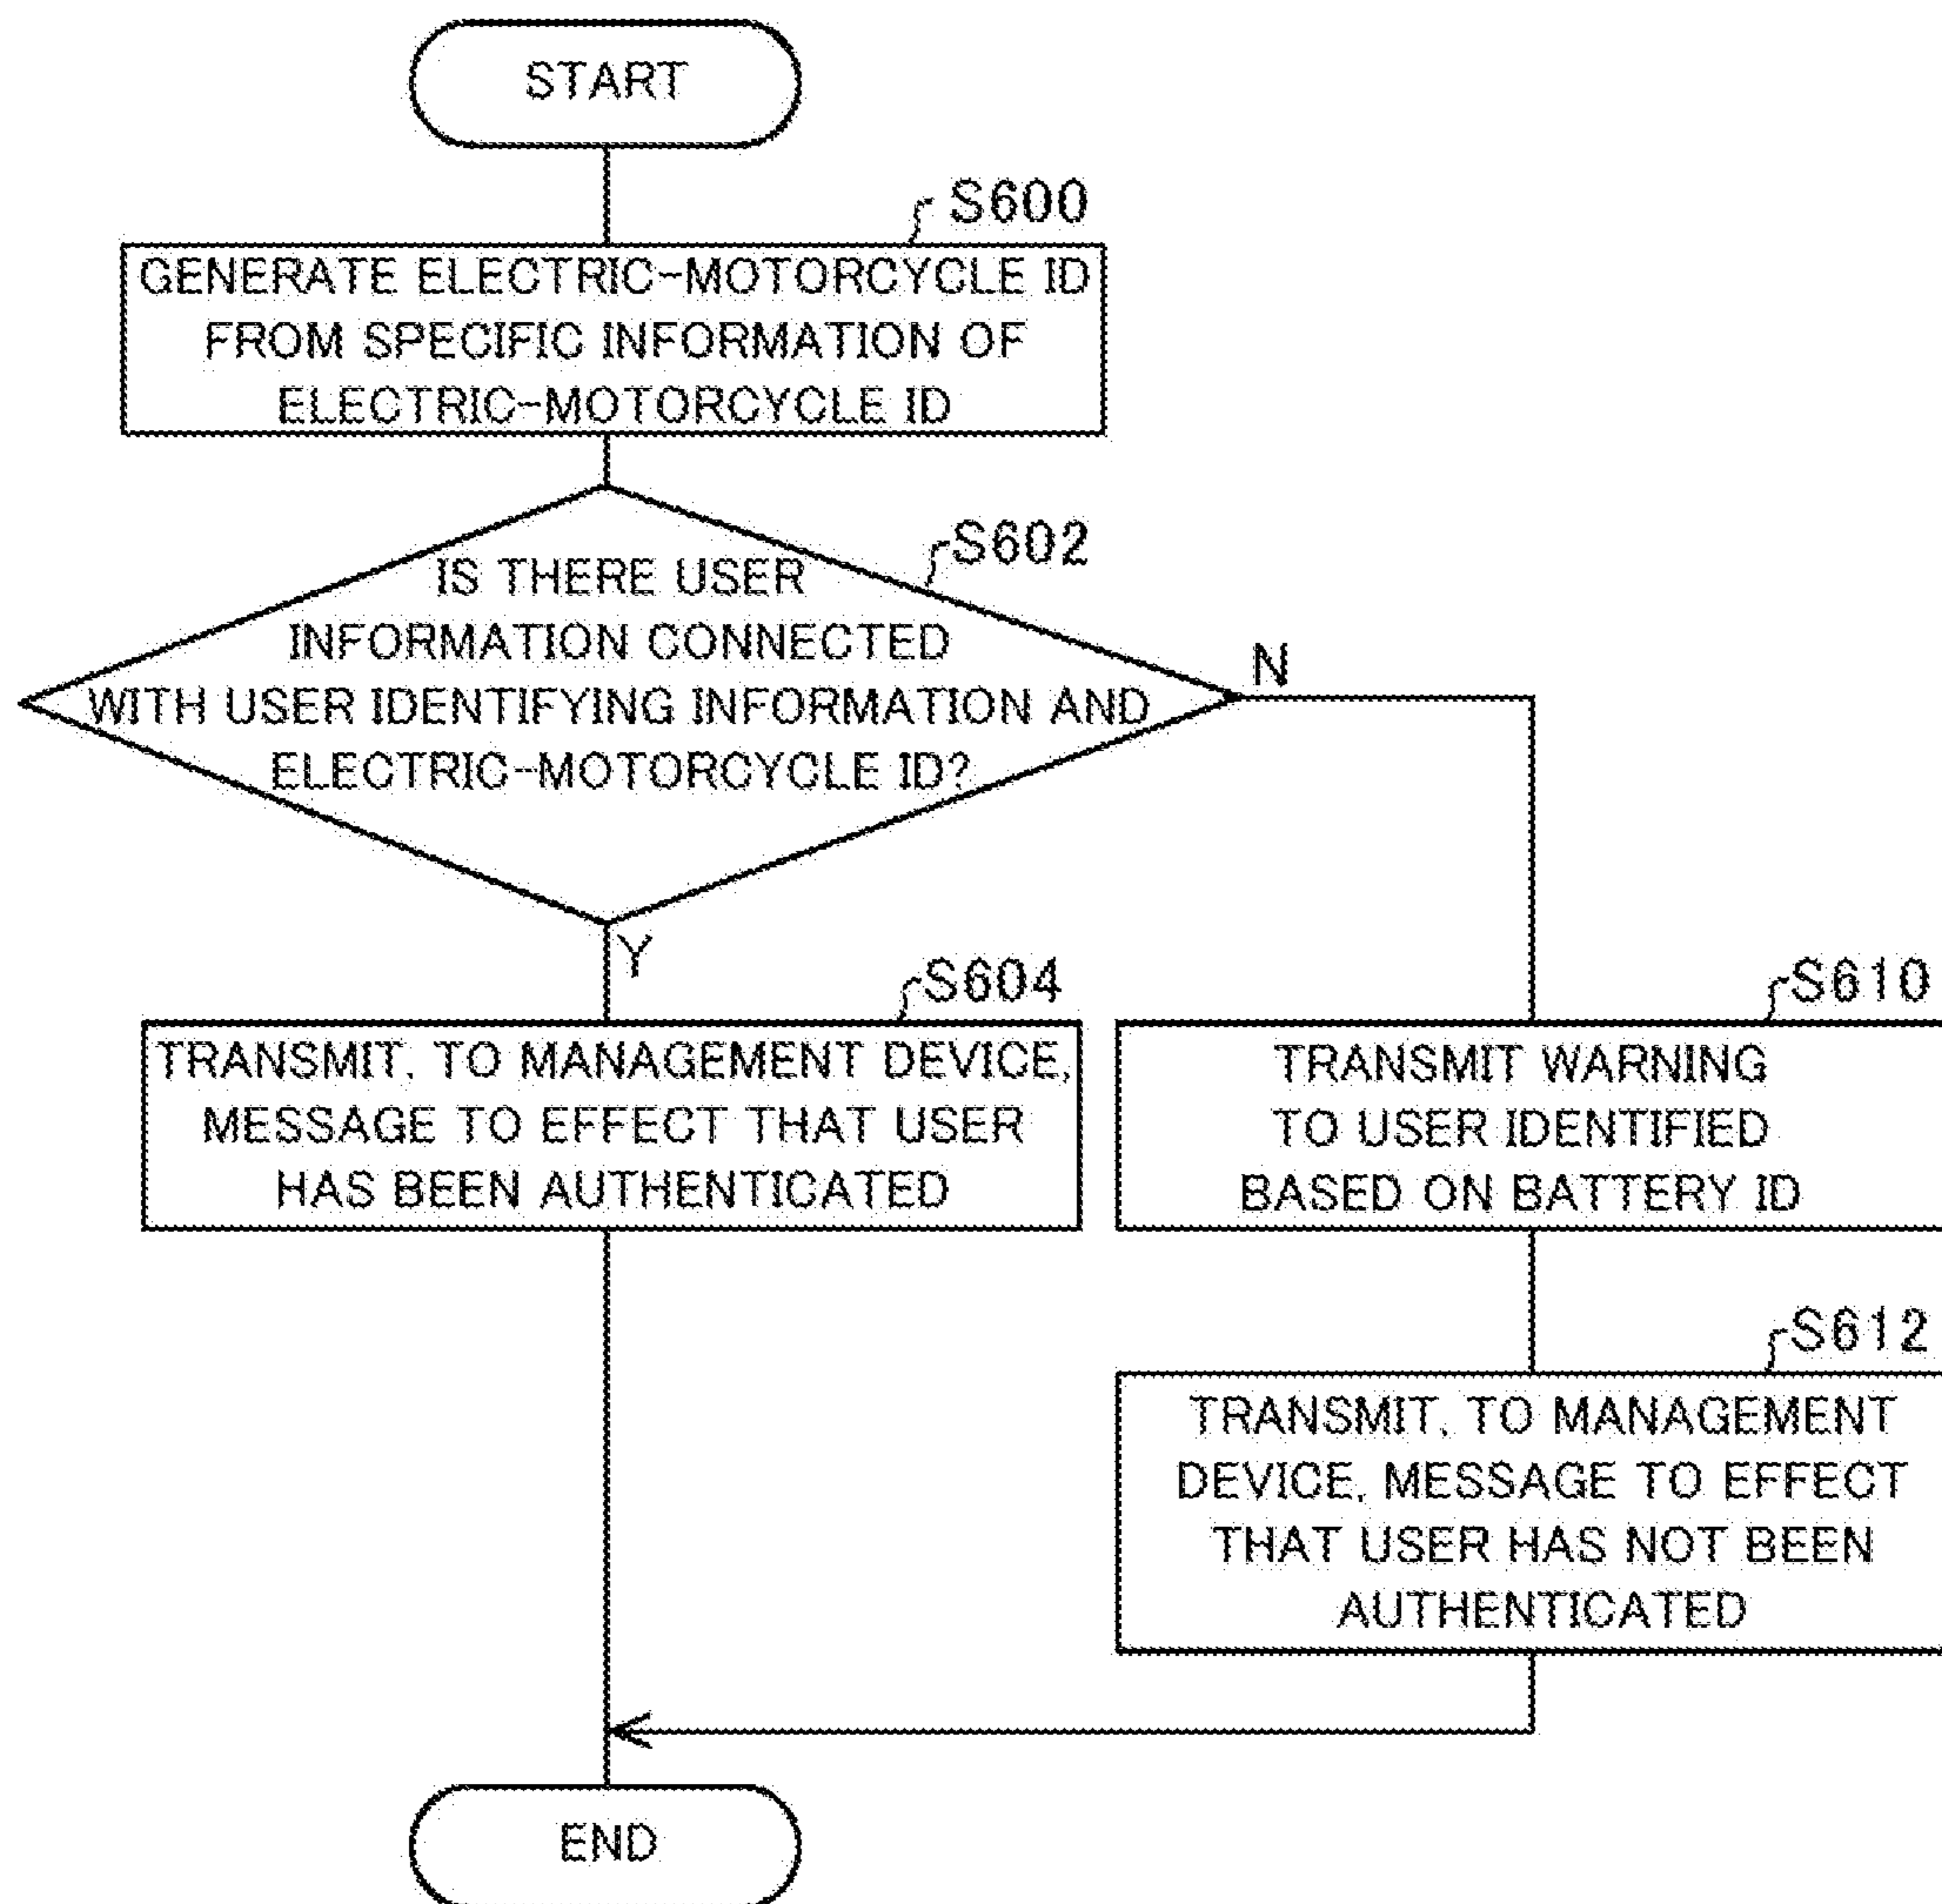 START
S600
GENERATE ELECTRIC-MOTORCYCLE ID
FROM SPECIFIC INFORMATION OF
ELECTRIC-MOTORCYCLE ID
S602
IS THERE USER
INFORMATION CONNECTED
WITH USER IDENTIFYING INFORMATION AND
ELECTRIC-MOTORCYCLE ID?
N
Y
S604
TRANSMIT, TO MANAGEMENT DEVICE,
MESSAGE TO EFFECT THAT USER
HAS BEEN AUTHENTICATED
S610
TRANSMIT WARNING
TO USER IDENTIFIED
BASED ON BATTERY ID
S612
TRANSMIT, TO MANAGEMENT
DEVICE, MESSAGE TO EFFECT
THAT USER HAS NOT BEEN
AUTHENTICATED
END